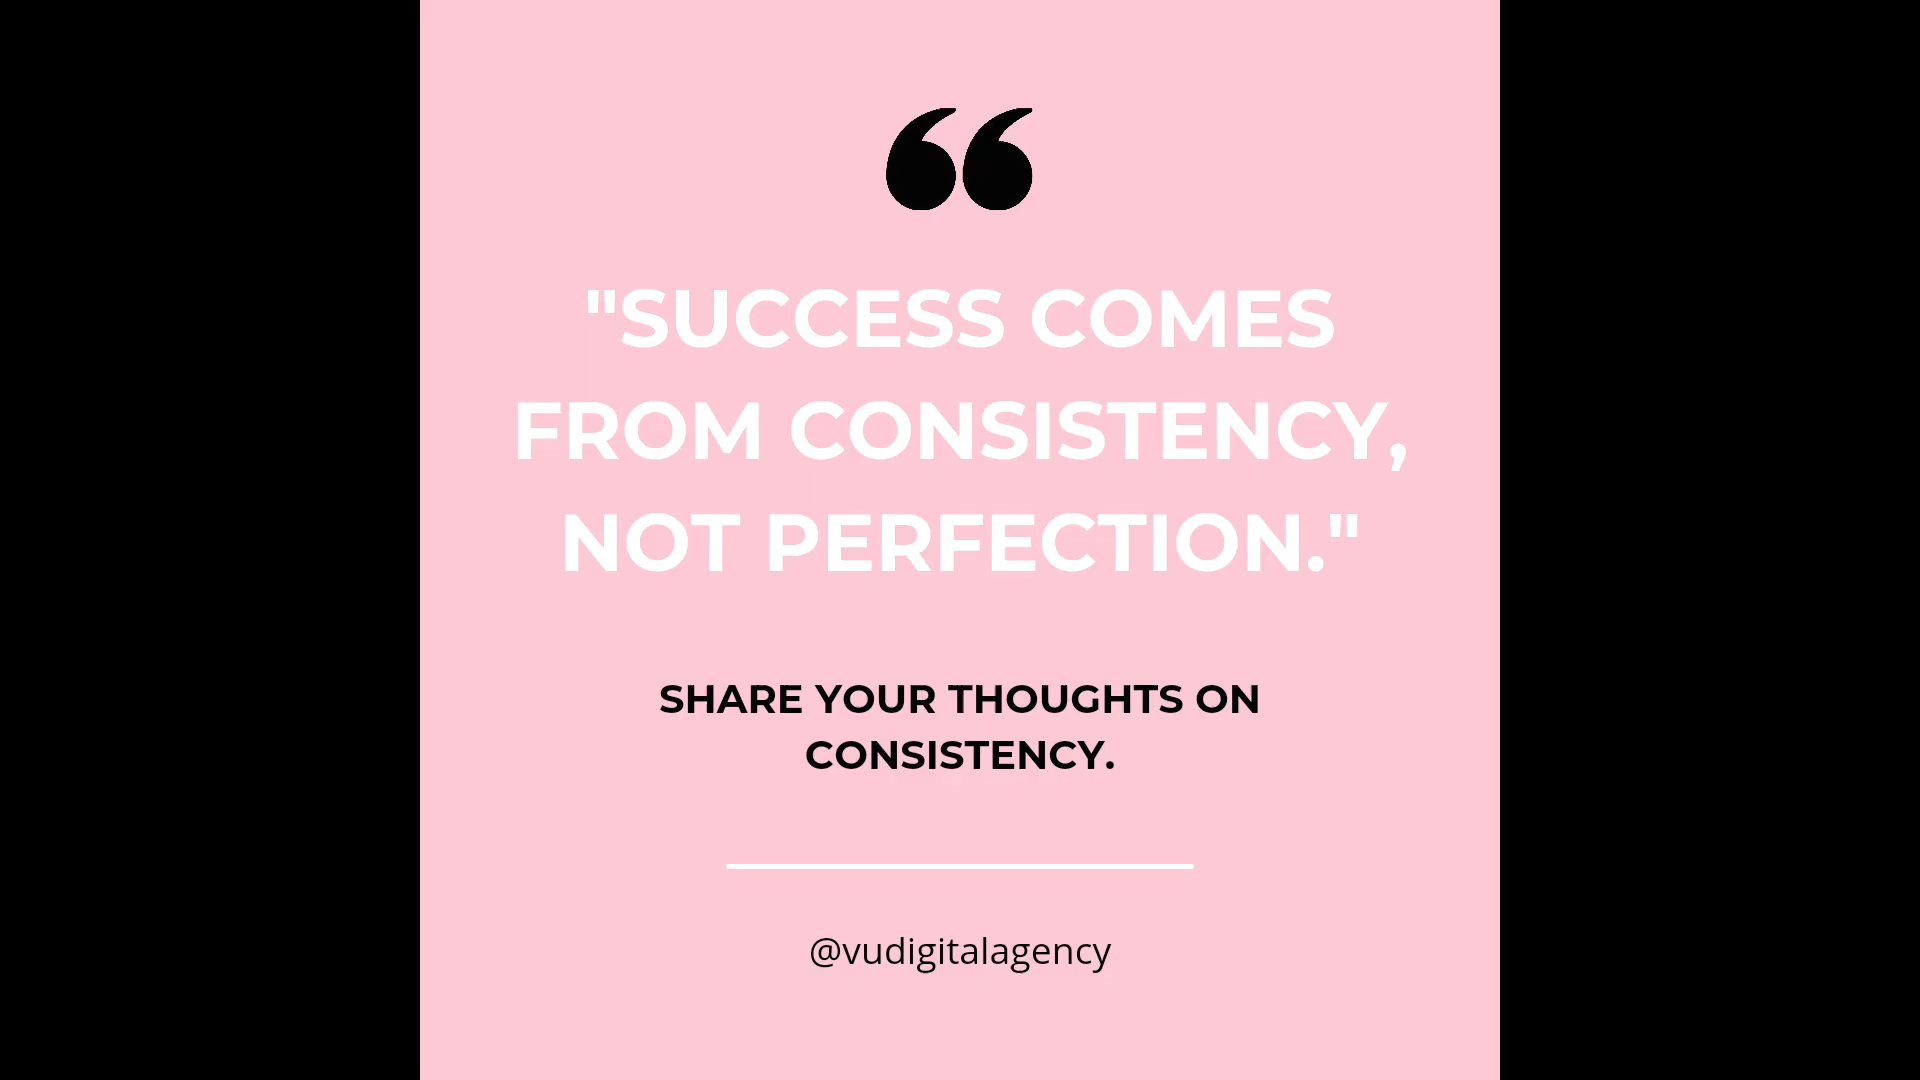 "SUCCESS COMES
FROM CONSISTENCY,
NOT PERFECTION."
SHARE YOUR THOUGHTS ON
CONSISTENCY.
@vudigitalagency